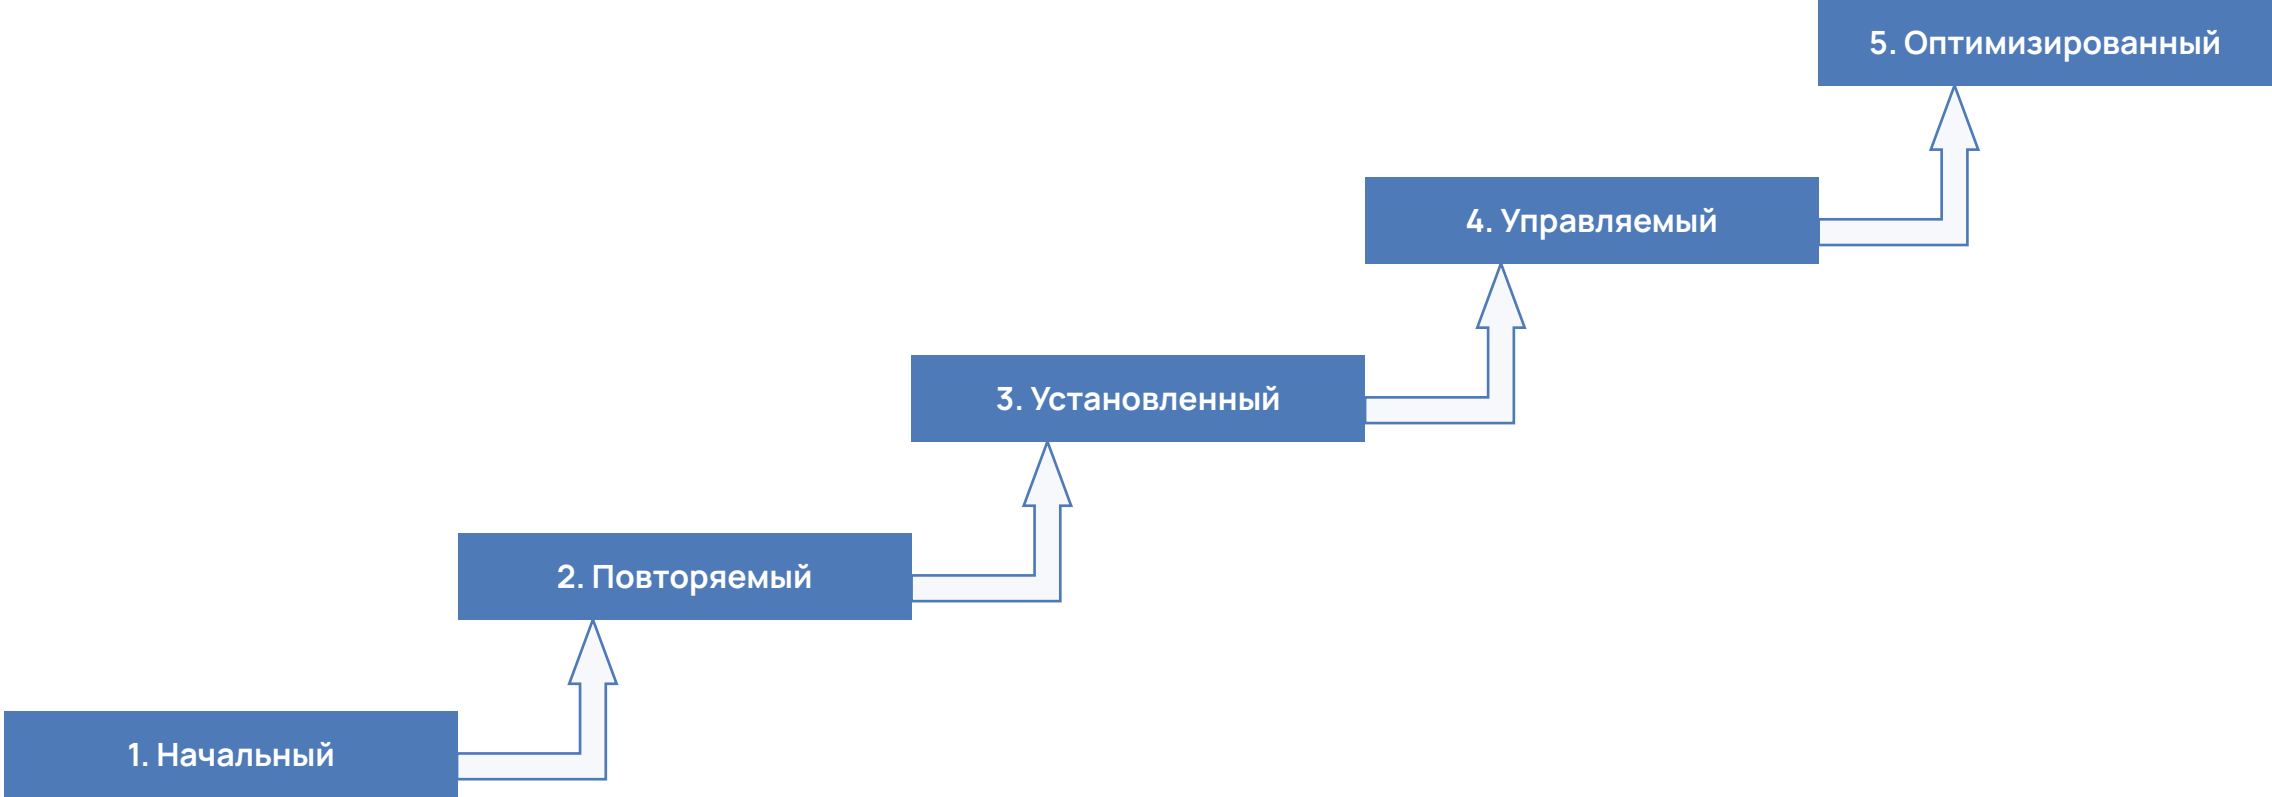 5. Оптимизированный
4. Управляемый
3. Установленный
2. Повторяемый
1. Начальный